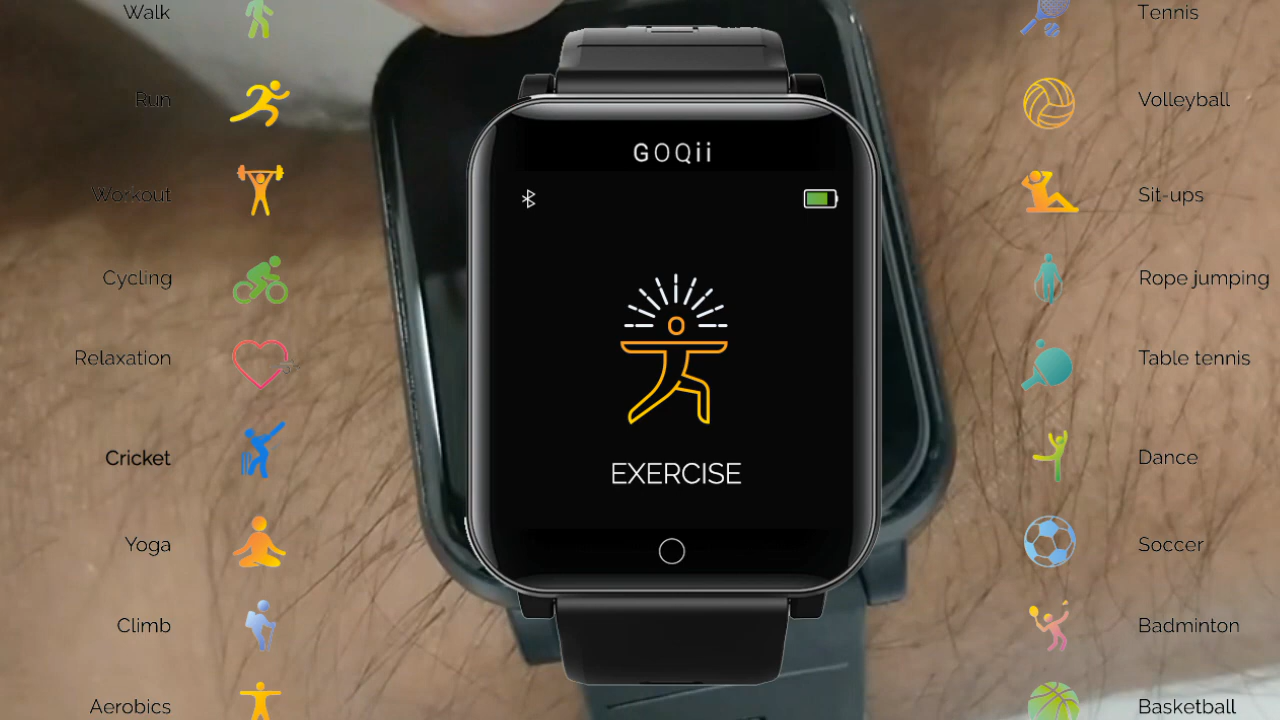 Walk
Run
Workout
Cycling
Relaxation
Cricket
Yoga
Climb
Aerobics
GOQii
EXERCISE
Tennis
Volleyball
Sit-ups
Rope jumping
Table tennis
Dance
Soccer
Badminton
Basketball